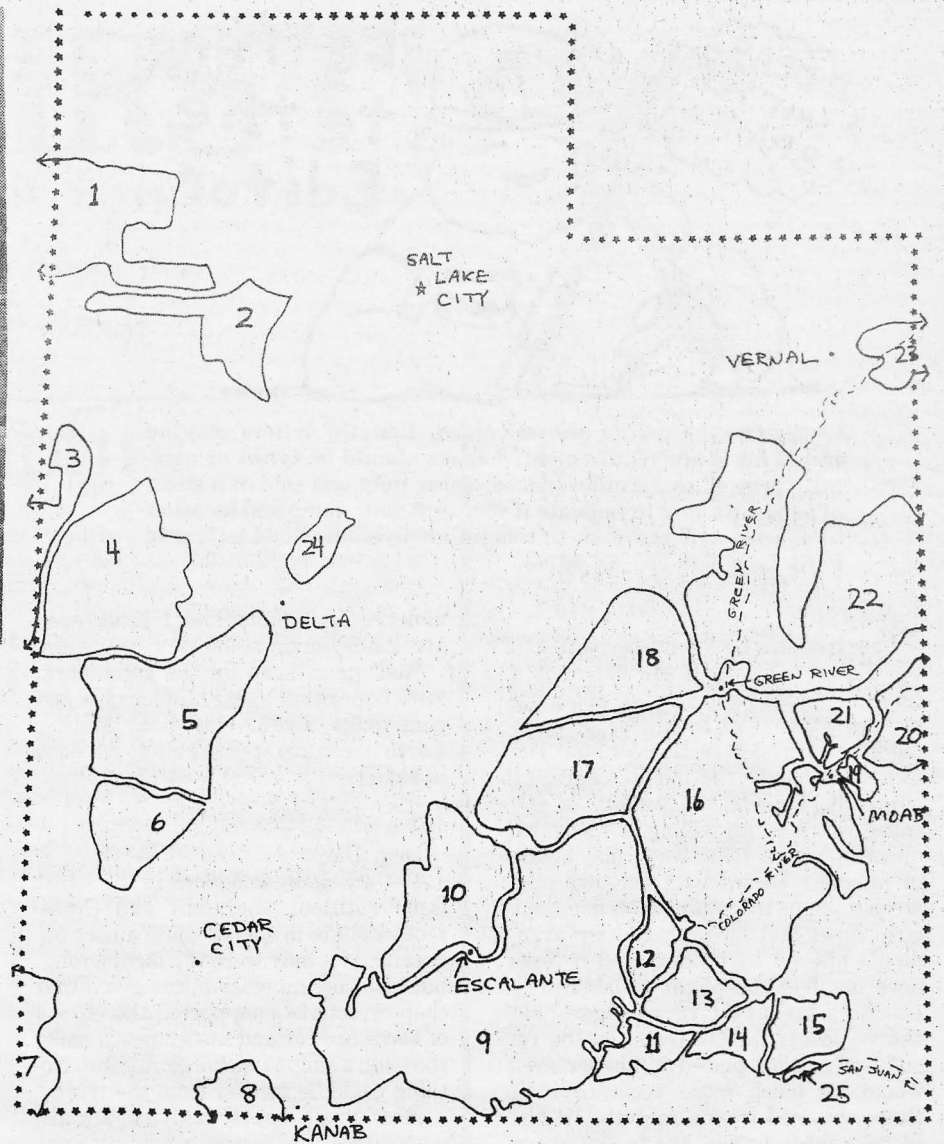 1
SALT
LAKE
CITY
2
VERNAL
23
3
4
24
GREEN RIVER
22
DELTA
18
GREEN RIVER
5
21
20
17
19
16
6
MOAB
COLORADO RIVER
10
CEDAR
CITY
ESCALANTE
12
13
9
11
14
15
7
8
SAN JUAN R.
25
KANAB